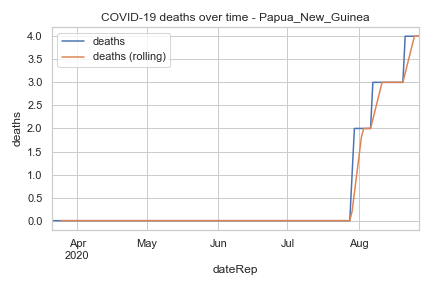 COVID-19 deaths over time - Papua_New_Guinea
deaths
deaths (rolling)
4.0
3.5
3.0
2.5
2.0
1.5
1.0
0.5
0.0
deaths
Apr
2020
May
Jun
Jul
Aug
dateRep